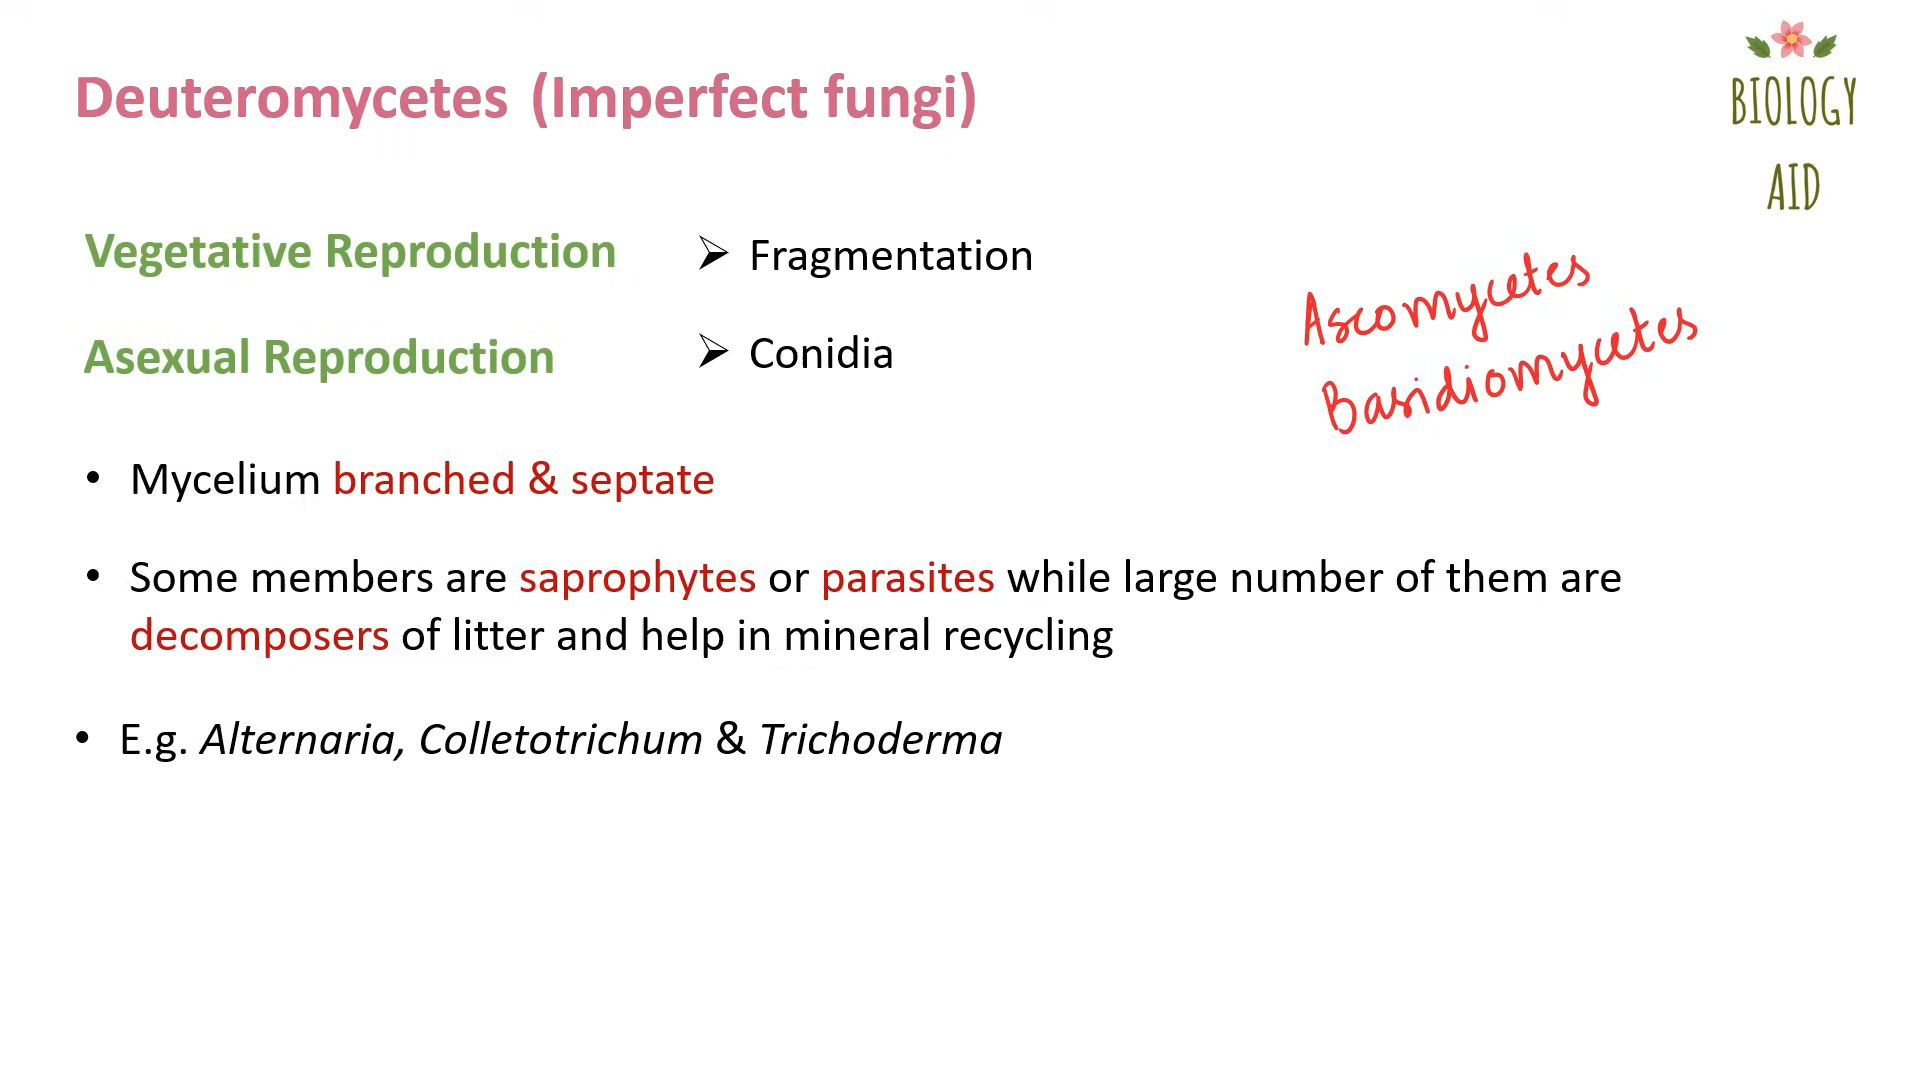 Deuteromycetes (Imperfect fungi)
BIOLOGY
AID
Vegetative Reproduction
➢ Fragmentation
Asexual Reproduction
➢ Conidia
Ascomycetes
Basidiomycetes
• Mycelium branched & septate
• Some members are saprophytes or parasites while large number of them are
decomposers of litter and help in mineral recycling
• E.g. Alternaria, Colletotrichum & Trichoderma